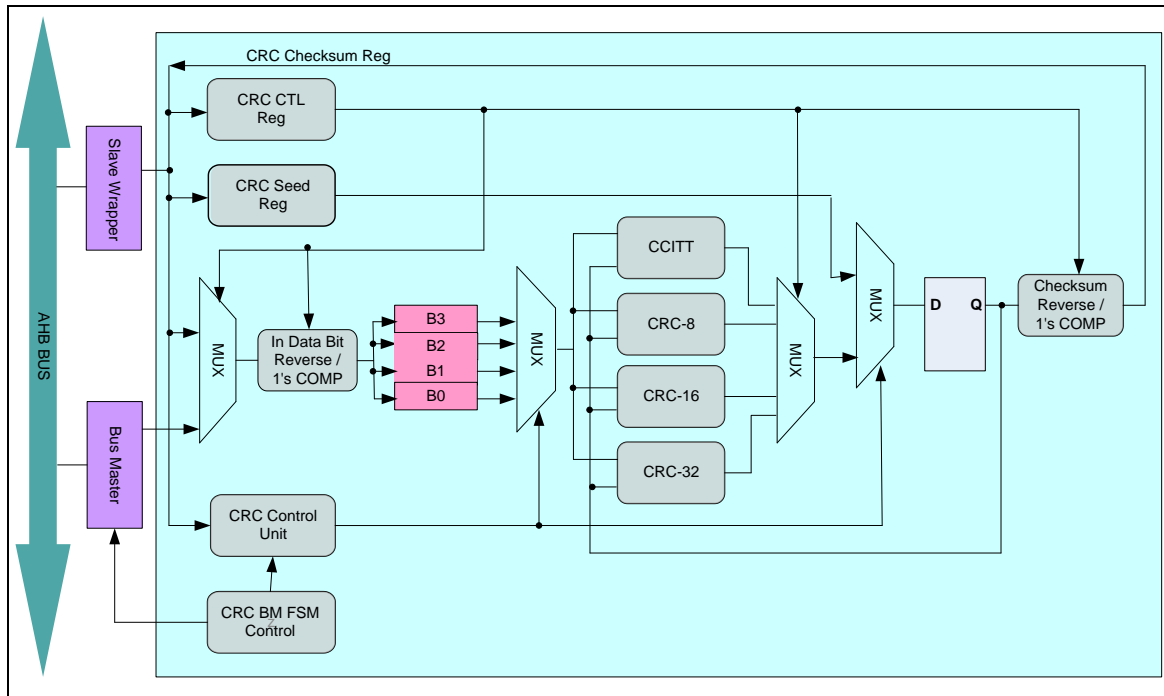 CRC Checksum Reg
CRC CTL
Reg
Slave Wrapper
CRC Seed
Reg
CCITT
MUX
D
Q
Checksum
Reverse /
1's COMP
AHB BUS
MUX
In Data Bit
Reverse /
1's COMP
B3
B2
B1
B0
MUX
CRC-8
MUX
CRC-16
CRC-32
Bus Master
CRC Control
Unit
CRC BM FSM
Control
Z